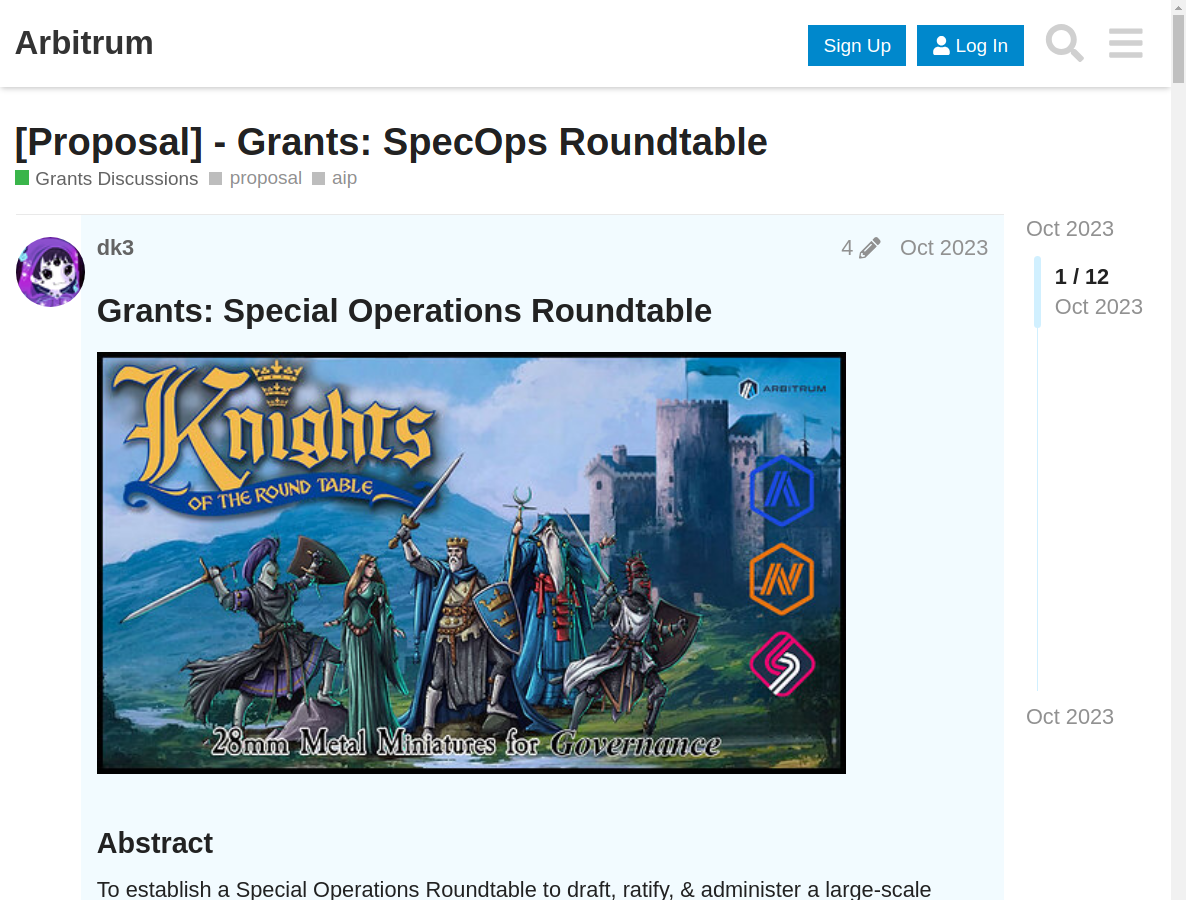 Arbitrum
Sign Up
Log In
[Proposal] - Grants: SpecOps Roundtable
Grants Discussions proposal aip
dk3
4
Oct 2023
Oct 2023
1 / 12
Oct 2023
Oct 2023
Grants: Special Operations Roundtable
Knights
OF THE ROUND TABLE
ARBITRUM
28mm Metal Miniatures for Governance
Abstract
To establish a Special Operations Roundtable to draft, ratify, & administer a large-scale